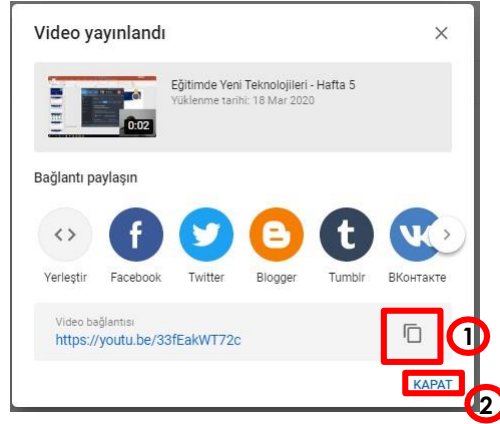 Video yayınlandı
Eğitimde Yeni Teknolojileri - Hafta 5
Yüklenme tarihi: 18 Mar 2020
0:02
Bağlantı paylaşın
Yerleştir Facebook Twitter Blogger Tumblr ВКонтакте
Video bağlantısı
https://youtu.be/33fEakWT72c
1
KAPAT
2